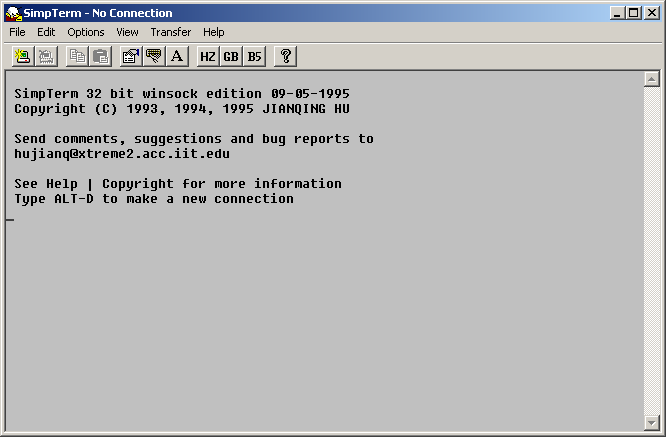 SimpTerm - No Connection
File Edit Options View Transfer Help
A HZ GB B5 ?
SimpTerm 32 bit winsock edition 09-05-1995
Copyright (C) 1993, 1994, 1995 JIANQING HU
Send comments, suggestions and bug reports to
hujianq@xtreme2.acc.iit.edu
See Help | Copyright for more information
Type ALT-D to make a new connection